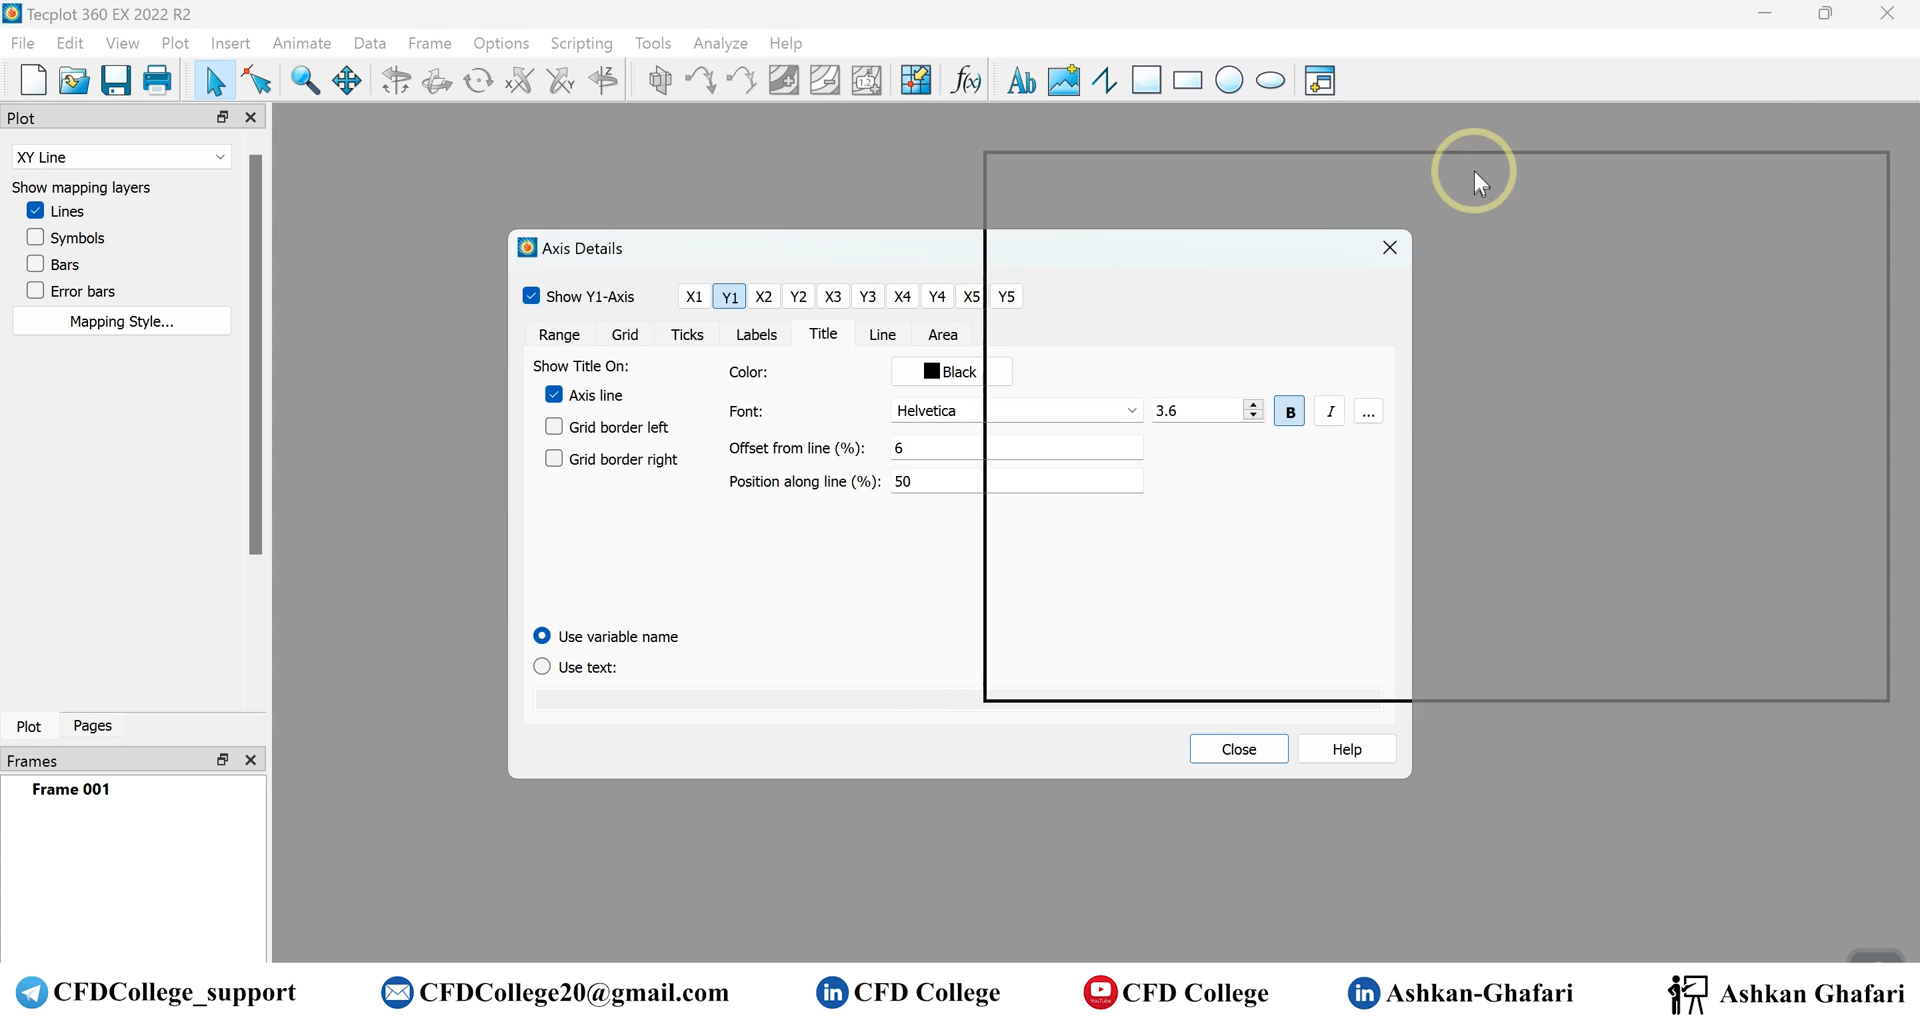 Tecplot 360 EX 2022 R2
File Edit View Plot Insert Animate Data Frame Options Scripting Tools Analyze Help
Plot
XY Line
Show mapping layers
Lines
Symbols
Bars
Error bars
Mapping Style...
Plot Pages
Frames
Frame 001
Axis Details
Show Y1-Axis X1 Y1 X2 Y2 X3 Y3 X4 Y4 X5 Y5
Range Grid Ticks Labels Title Line Area
Show Title On:
Axis line
Grid border left
Grid border right
Color: Black
Font: Helvetica 3.6 B I ...
Offset from line (%): 6
Position along line (%): 50
Use variable name
Use text:
Close Help
CFDCollege_support CFDCollege20@gmail.com CFD College CFD College Ashkan-Ghafari Ashkan Ghafari